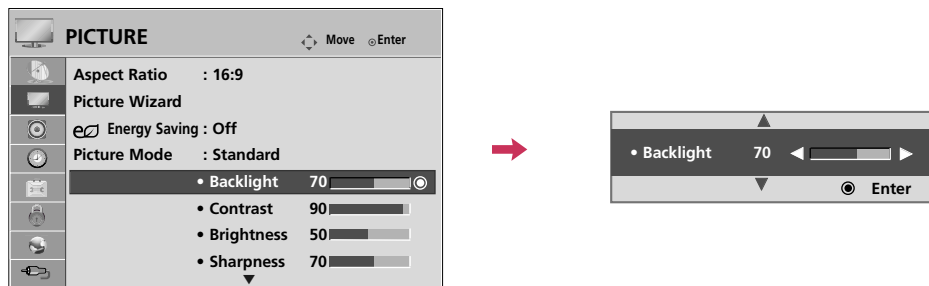 PICTURE Move Enter
Aspect Ratio : 16:9
Picture Wizard
Energy Saving : Off
Picture Mode : Standard
• Backlight 70
• Contrast 90
• Brightness 50
• Sharpness 70
• Backlight 70
Enter